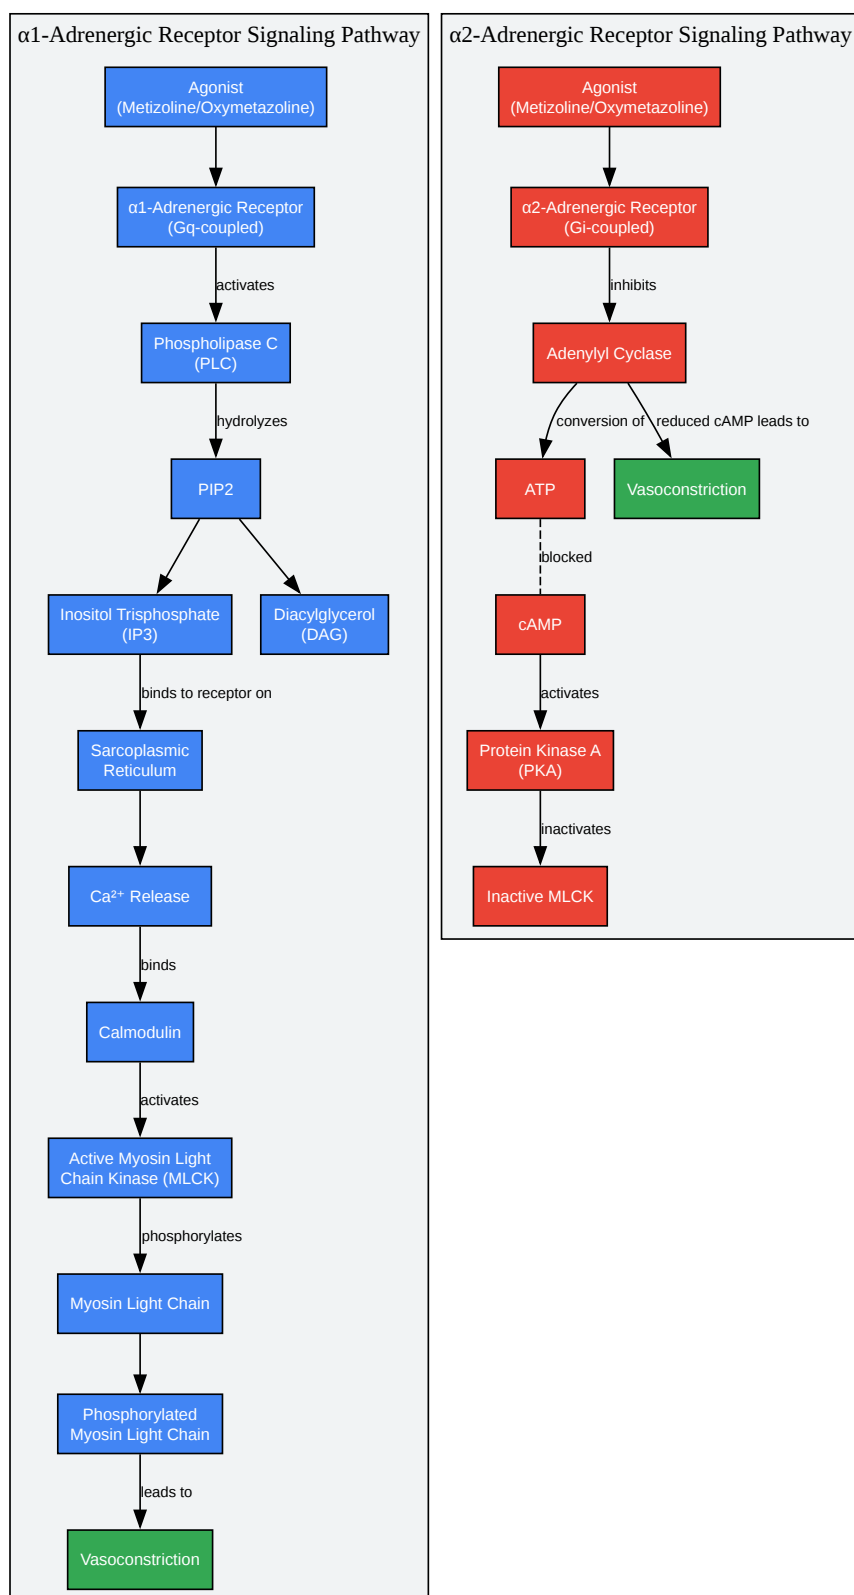 α1-Adrenergic Receptor Signaling Pathway
Agonist
(Metizoline/Oxymetazoline)
α1-Adrenergic Receptor
(Gq-coupled)
activates
Phospholipase C
(PLC)
hydrolyzes
PIP2
Inositol Trisphosphate
(IP3)
Diacylglycerol
(DAG)
binds to receptor on
Sarcoplasmic
Reticulum
Ca²⁺ Release
binds
Calmodulin
activates
Active Myosin Light
Chain Kinase (MLCK)
phosphorylates
Myosin Light Chain
Phosphorylated
Myosin Light Chain
leads to
Vasoconstriction
α2-Adrenergic Receptor Signaling Pathway
Agonist
(Metizoline/Oxymetazoline)
α2-Adrenergic Receptor
(Gi-coupled)
inhibits
Adenylyl Cyclase
conversion of
reduced cAMP leads to
ATP
Vasoconstriction
blocked
cAMP
activates
Protein Kinase A
(PKA)
inactivates
Inactive MLCK